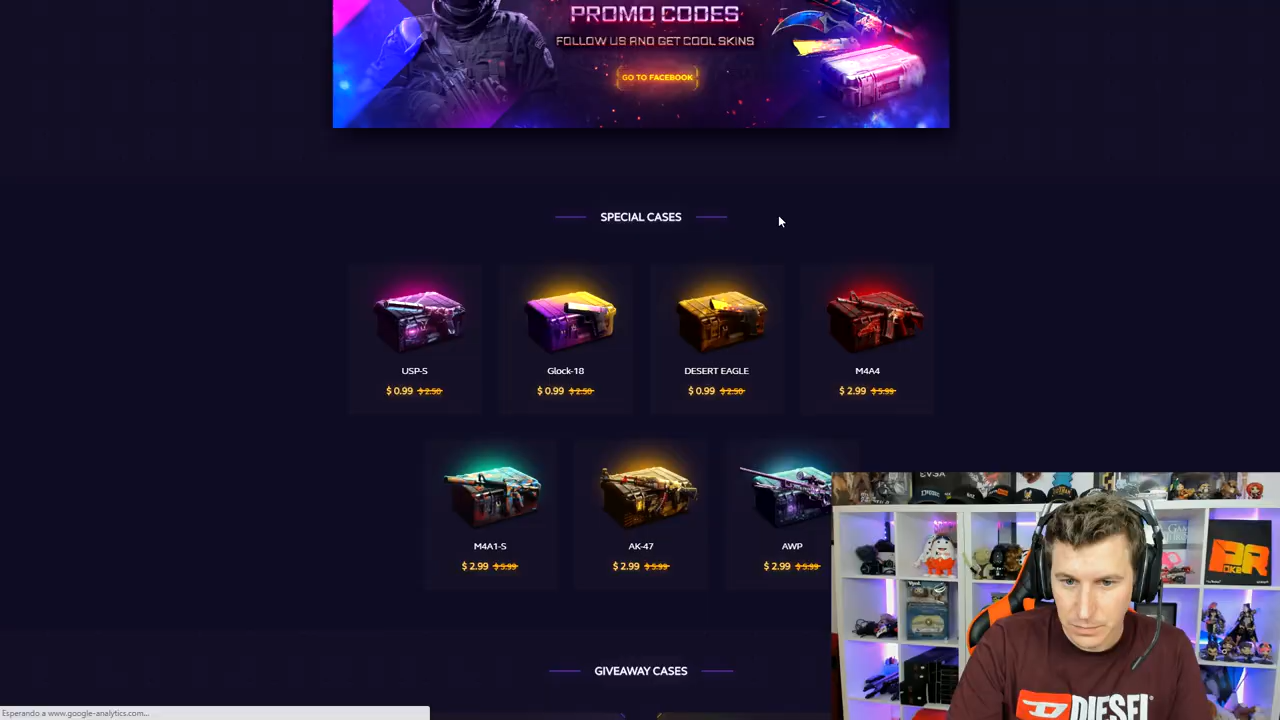 PROMO CODES
FOLLOW US AND GET COOL SKINS
GO TO FACEBOOK
SPECIAL CASES
USP-S
$ 0.99 $ 2.50
Glock-18
$ 0.99 $ 2.50
DESERT EAGLE
$ 0.99 $ 2.50
M4A4
$ 2.99 $ 5.99
M4A1-S
$ 2.99 $ 5.99
AK-47
$ 2.99 $ 5.99
AWP
$ 2.99 $ 5.99
GIVEAWAY CASES
Esperando a www.google-analytics.com...
EVGA
DIESEL